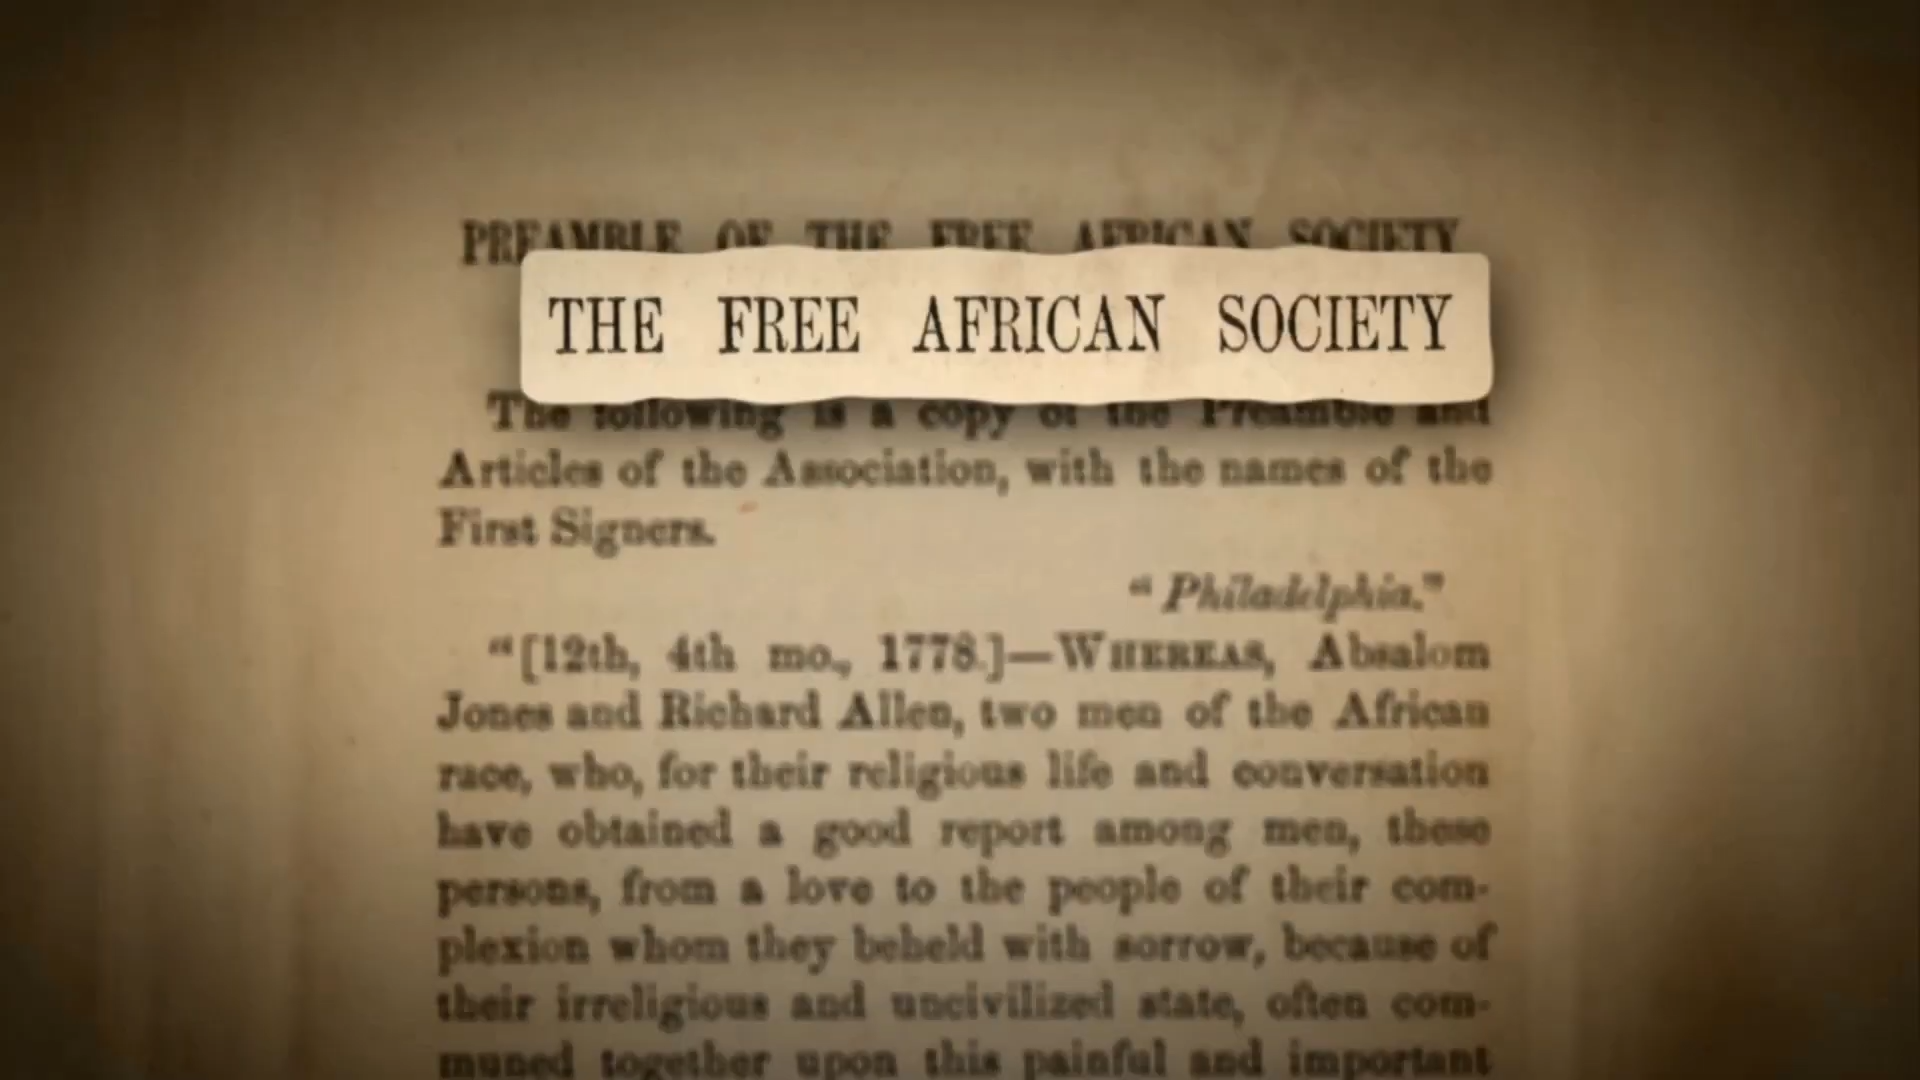 PREAMBLE OF THE FREE AFRICAN SOCIETY
THE FREE AFRICAN SOCIETY
The following is a copy of the Preamble and
Articles of the Association, with the names of the
First Signers.
“Philadelphia.”
“[12th, 4th mo., 1778.]—WHEREAS, Absalom
Jones and Richard Allen, two men of the African
race, who, for their religious life and conversation
have obtained a good report among men, these
persons, from a love to the people of their com-
plexion whom they beheld with sorrow, because of
their irreligious and uncivilized state, often com-
muned together upon this painful and important